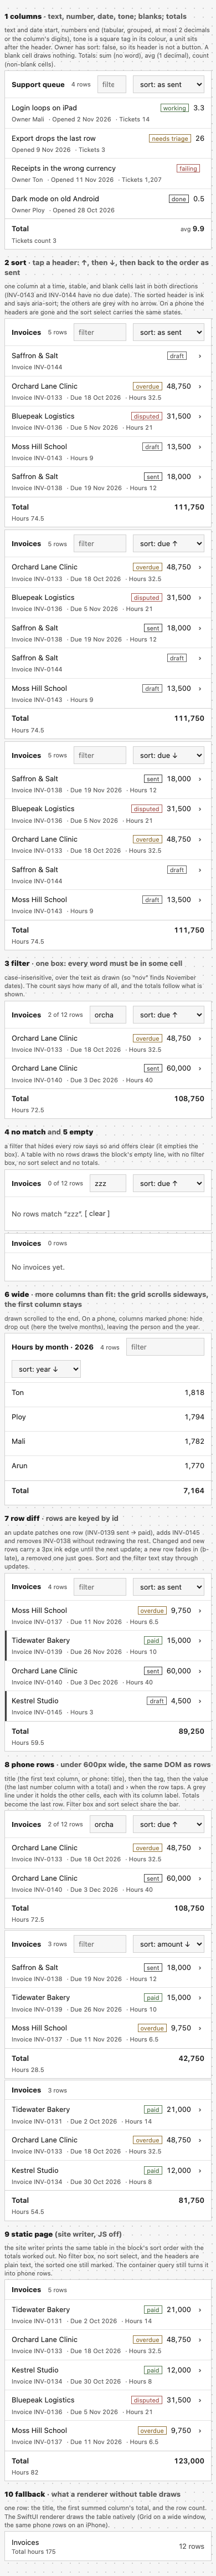 1 columns · text, number, date, tone; blanks; totals
text and date start, numbers end (tabular, grouped, at most 2 decimals), tone is a square tag in its colour, a unit sits after the header. Owner has sort: false, so its header is not a button. A blank cell draws nothing. Totals: sum (no word), avg (1 decimal), count (non-blank cells).
Support queue 4 rows filte sort: as sent
Login loops on iPad working 3.3
Owner Mali · Opened 2 Nov 2026 · Tickets 14
Export drops the last row needs triage 26
Opened 9 Nov 2026 · Tickets 3
Receipts in the wrong currency failing
Owner Ton · Opened 11 Nov 2026 · Tickets 1,207
Dark mode on old Android done 0.5
Owner Ploy · Opened 28 Oct 2026
Total avg 9.9
Tickets count 3
2 sort · tap a header: ↑, then ↓, then back to the order as sent
one column at a time, stable, and blank cells last in both directions (INV-0143 and INV-0144 have no due date). The sorted header is ink and says aria-sort; the others are grey with no arrow. On a phone the headers are gone and the sort select carries the same states.
Invoices 5 rows filter sort: as sent
Saffron & Salt draft ›
Invoice INV-0144
Orchard Lane Clinic overdue 48,750 ›
Invoice INV-0133 · Due 18 Oct 2026 · Hours 32.5
Bluepeak Logistics disputed 31,500 ›
Invoice INV-0136 · Due 5 Nov 2026 · Hours 21
Moss Hill School draft 13,500 ›
Invoice INV-0143 · Hours 9
Saffron & Salt sent 18,000 ›
Invoice INV-0138 · Due 19 Nov 2026 · Hours 12
Total 111,750
Hours 74.5
Invoices 5 rows filter sort: due ↑
Orchard Lane Clinic overdue 48,750 ›
Invoice INV-0133 · Due 18 Oct 2026 · Hours 32.5
Bluepeak Logistics disputed 31,500 ›
Invoice INV-0136 · Due 5 Nov 2026 · Hours 21
Saffron & Salt sent 18,000 ›
Invoice INV-0138 · Due 19 Nov 2026 · Hours 12
Saffron & Salt draft ›
Invoice INV-0144
Moss Hill School draft 13,500 ›
Invoice INV-0143 · Hours 9
Total 111,750
Hours 74.5
Invoices 5 rows filter sort: due ↓
Saffron & Salt sent 18,000 ›
Invoice INV-0138 · Due 19 Nov 2026 · Hours 12
Bluepeak Logistics disputed 31,500 ›
Invoice INV-0136 · Due 5 Nov 2026 · Hours 21
Orchard Lane Clinic overdue 48,750 ›
Invoice INV-0133 · Due 18 Oct 2026 · Hours 32.5
Saffron & Salt draft ›
Invoice INV-0144
Moss Hill School draft 13,500 ›
Invoice INV-0143 · Hours 9
Total 111,750
Hours 74.5
3 filter · one box: every word must be in some cell
case-insensitive, over the text as drawn (so "nov" finds November dates). The count says how many of, and the totals follow what is shown.
Invoices 2 of 12 rows orcha sort: due ↑
Orchard Lane Clinic overdue 48,750 ›
Invoice INV-0133 · Due 18 Oct 2026 · Hours 32.5
Orchard Lane Clinic sent 60,000 ›
Invoice INV-0140 · Due 3 Dec 2026 · Hours 40
Total 108,750
Hours 72.5
4 no match and 5 empty
a filter that hides every row says so and offers clear (it empties the box). A table with no rows draws the block's empty line, with no filter box, no sort select and no totals.
Invoices 0 of 12 rows zzz sort: due ↑
No rows match "zzz". [ clear ]
Invoices 0 rows
No invoices yet.
6 wide · more columns than fit: the grid scrolls sideways, the first column stays
drawn scrolled to the end. On a phone, columns marked phone: hide drop out (here the twelve months), leaving the person and the year.
Hours by month · 2026 4 rows filter
sort: year ↓
Ton 1,818
Ploy 1,794
Mali 1,782
Arun 1,770
Total 7,164
7 row diff · rows are keyed by id
an update patches one row (INV-0139 sent → paid), adds INV-0145 and removes INV-0138 without redrawing the rest. Changed and new rows carry a 3px ink edge until the next update; a new row fades in (b-late), a removed one just goes. Sort and the filter text stay through updates.
Invoices 4 rows filter sort: as sent
Moss Hill School overdue 9,750 ›
Invoice INV-0137 · Due 11 Nov 2026 · Hours 6.5
Tidewater Bakery paid 15,000 ›
Invoice INV-0139 · Due 26 Nov 2026 · Hours 10
Orchard Lane Clinic sent 60,000 ›
Invoice INV-0140 · Due 3 Dec 2026 · Hours 40
Kestrel Studio draft 4,500 ›
Invoice INV-0145 · Hours 3
Total 89,250
Hours 59.5
8 phone rows · under 600px wide, the same DOM as rows
title (the first text column, or phone: title), then the tag, then the value (the last number column with a total) and › when the row taps. A grey line under it holds the other cells, each with its column label. Totals become the last row. Filter box and sort select share the bar.
Invoices 2 of 12 rows orcha sort: due ↑
Orchard Lane Clinic overdue 48,750 ›
Invoice INV-0133 · Due 18 Oct 2026 · Hours 32.5
Orchard Lane Clinic sent 60,000 ›
Invoice INV-0140 · Due 3 Dec 2026 · Hours 40
Total 108,750
Hours 72.5
Invoices 3 rows filter sort: amount ↓
Saffron & Salt sent 18,000 ›
Invoice INV-0138 · Due 19 Nov 2026 · Hours 12
Tidewater Bakery paid 15,000 ›
Invoice INV-0139 · Due 26 Nov 2026 · Hours 10
Moss Hill School overdue 9,750 ›
Invoice INV-0137 · Due 11 Nov 2026 · Hours 6.5
Total 42,750
Hours 28.5
Invoices 3 rows
Tidewater Bakery paid 21,000 ›
Invoice INV-0131 · Due 2 Oct 2026 · Hours 14
Orchard Lane Clinic overdue 48,750 ›
Invoice INV-0133 · Due 18 Oct 2026 · Hours 32.5
Kestrel Studio paid 12,000 ›
Invoice INV-0134 · Due 30 Oct 2026 · Hours 8
Total 81,750
Hours 54.5
9 static page (site writer, JS off)
the site writer prints the same table in the block's sort order with the totals worked out. No filter box, no sort select, and the headers are plain text, the sorted one still marked. The container query still turns it into phone rows.
Invoices 5 rows
Tidewater Bakery paid 21,000 ›
Invoice INV-0131 · Due 2 Oct 2026 · Hours 14
Orchard Lane Clinic overdue 48,750 ›
Invoice INV-0133 · Due 18 Oct 2026 · Hours 32.5
Kestrel Studio paid 12,000 ›
Invoice INV-0134 · Due 30 Oct 2026 · Hours 8
Bluepeak Logistics disputed 31,500 ›
Invoice INV-0136 · Due 5 Nov 2026 · Hours 21
Moss Hill School overdue 9,750 ›
Invoice INV-0137 · Due 11 Nov 2026 · Hours 6.5
Total 123,000
Hours 82
10 fallback · what a renderer without table draws
one row: the title, the first summed column's total, and the row count. The SwiftUI renderer draws the table natively (Grid on a wide window, the same phone rows on an iPhone).
Invoices 12 rows
Total hours 175